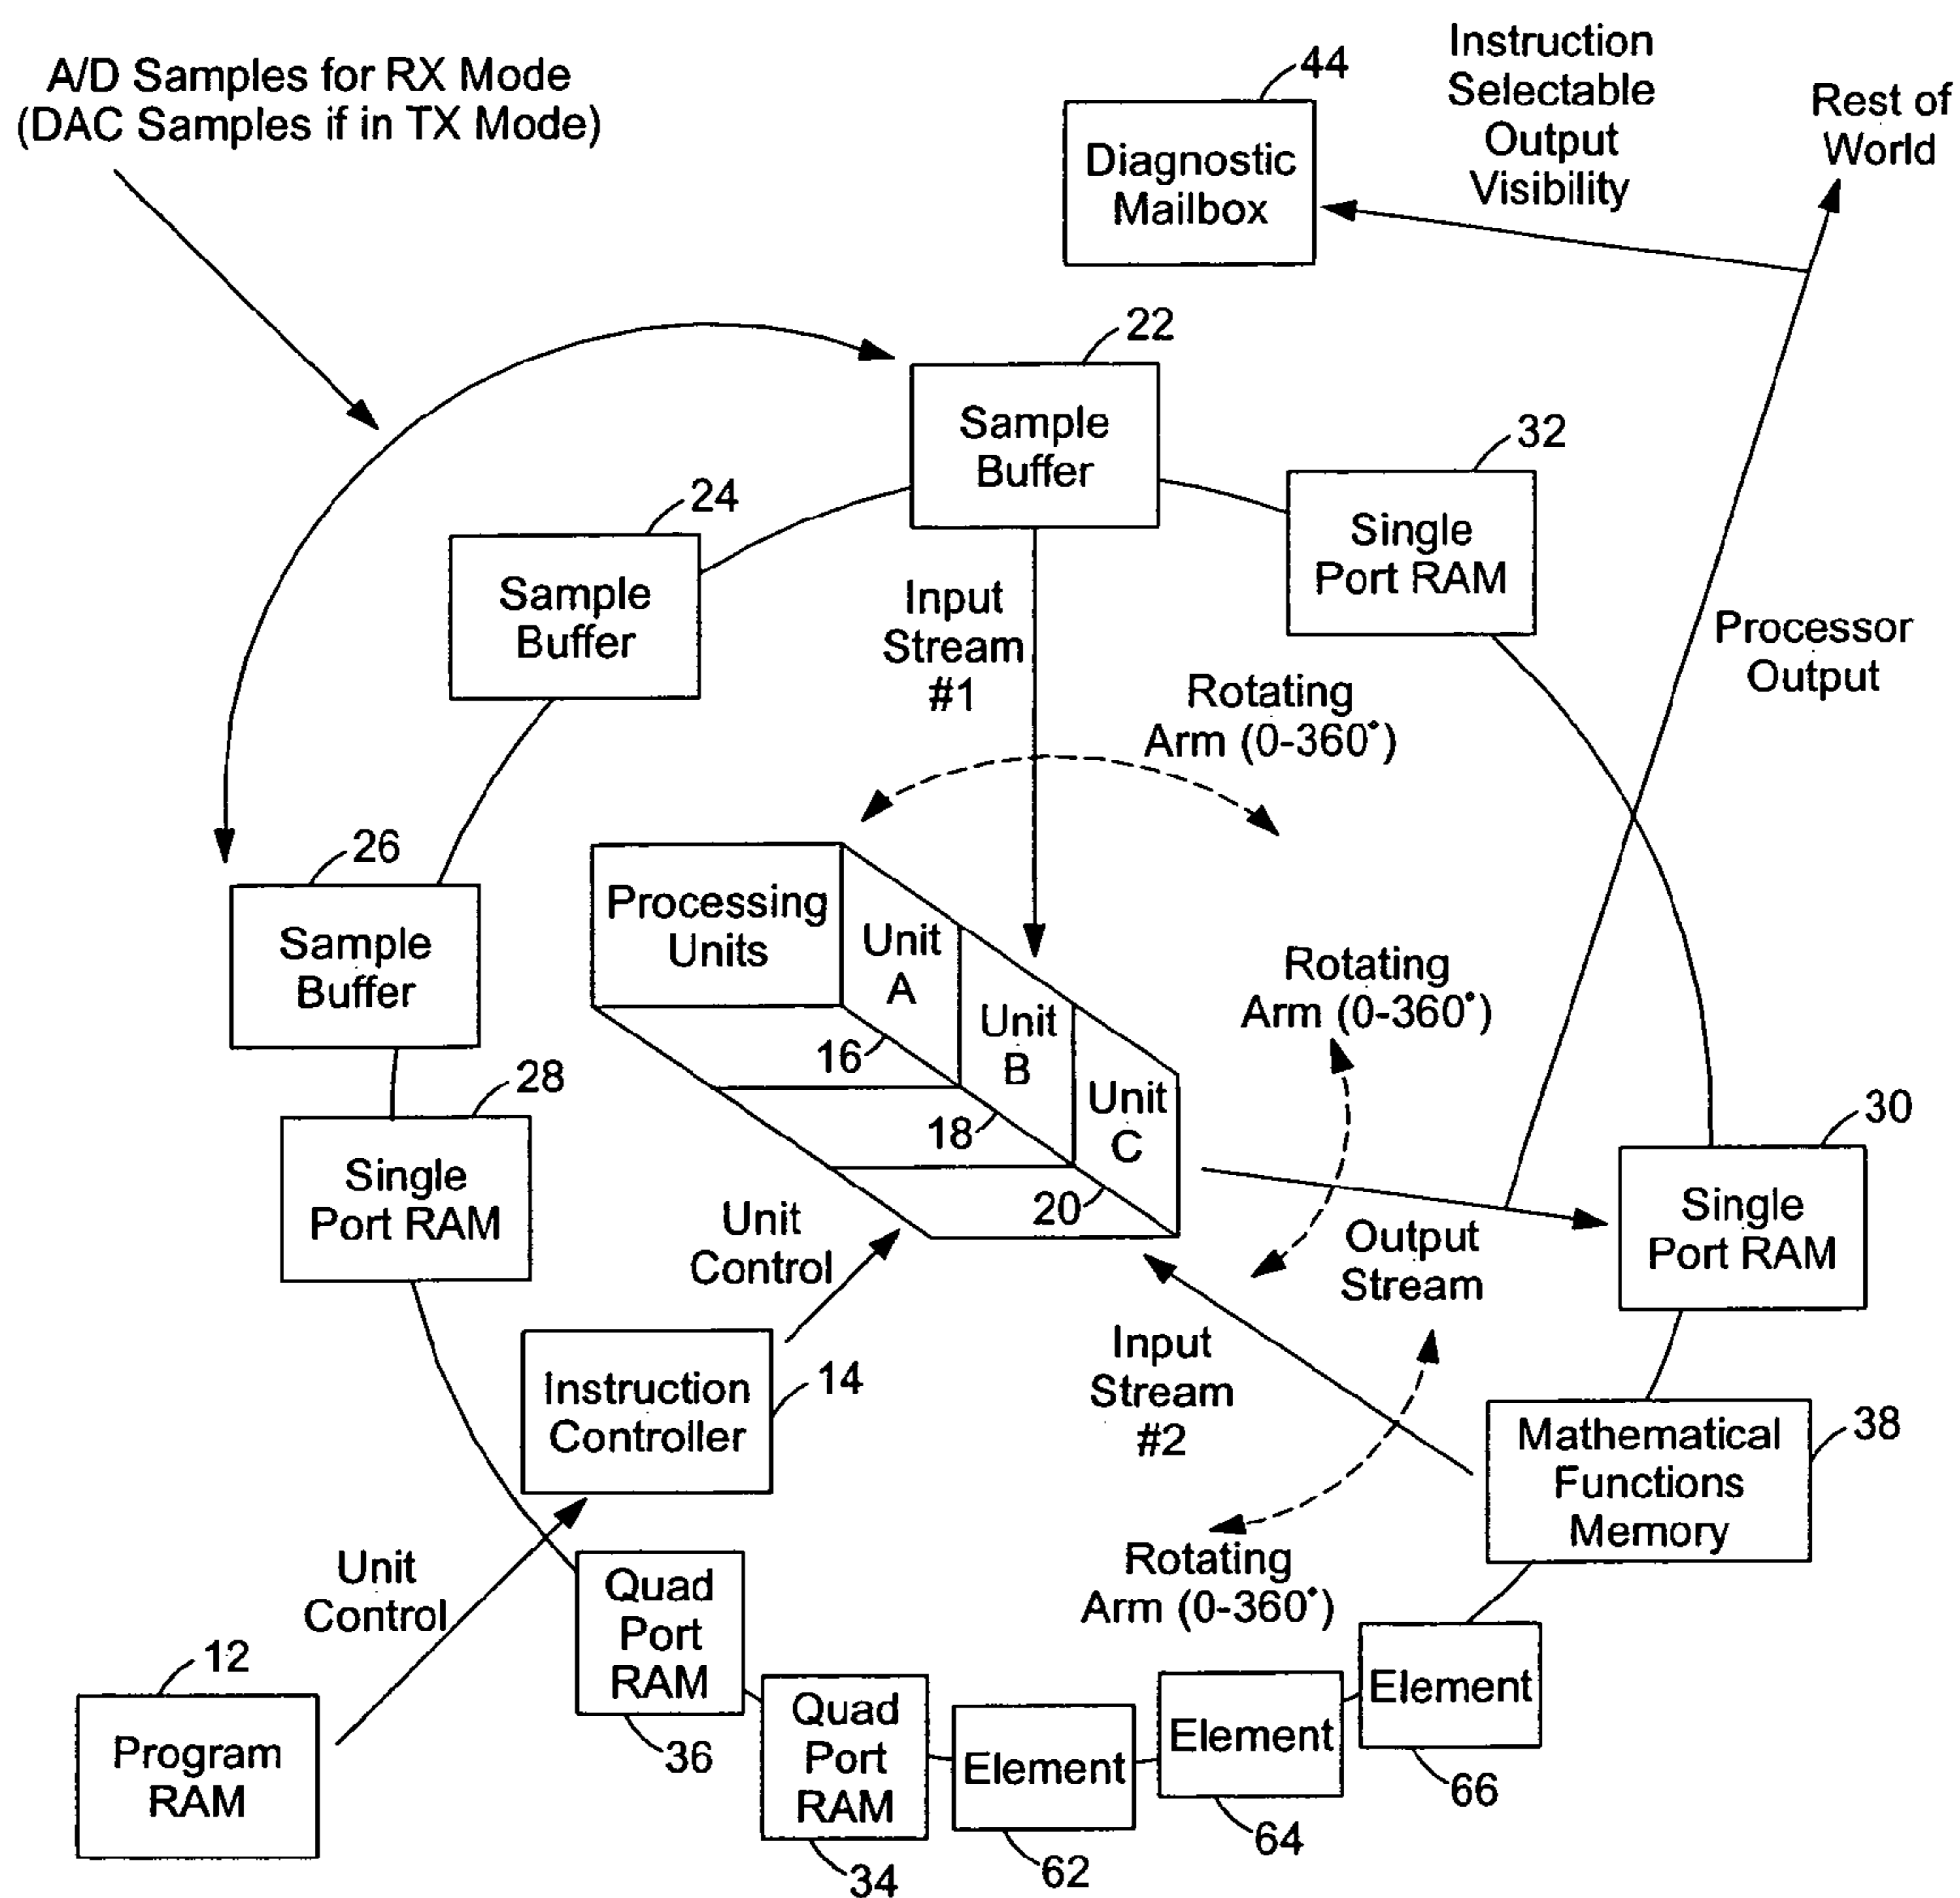 A/D Samples for RX Mode
(DAC Samples if in TX Mode)
44
Diagnostic
Mailbox
Instruction
Selectable
Output
Visibility
Rest of
World
22
Sample
Buffer
32
Single
Port RAM
24
Sample
Buffer
Input
Stream
#1
Rotating
Arm (0-360°)
Processor
Output
26
Sample
Buffer
Processing
Units
Unit
A
Unit
B
Unit
C
16
18
20
Rotating
Arm (0-360°)
28
Single
Port RAM
30
Single
Port RAM
Unit
Control
Output
Stream
Instruction
Controller
14
Input
Stream
#2
Mathematical
Functions
Memory
38
Unit
Control
Rotating
Arm (0-360°)
12
Program
RAM
Quad
Port
RAM
36
Quad
Port
RAM
34
Element
62
Element
64
Element
66